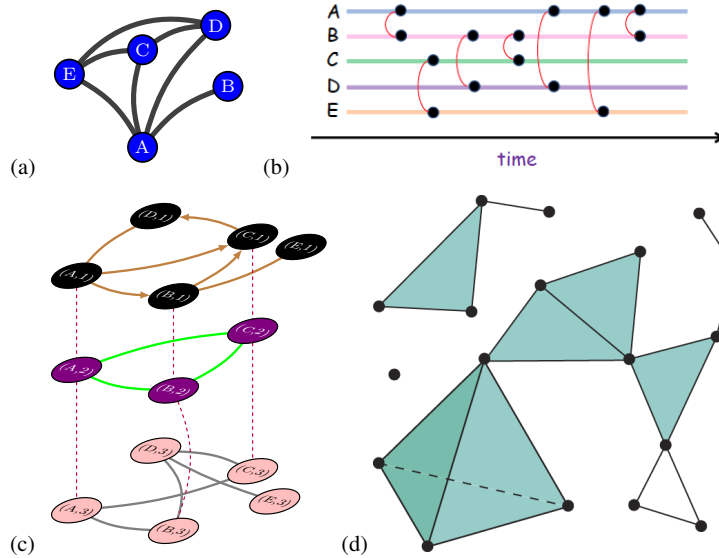 D
C
E
B
A
(a)
A
B
C
D
E
time
(b)
(D,1)
(C,1)
(E,1)
(A,1)
(B,1)
(C,2)
(A,2)
(B,2)
(D,3)
(C,3)
(E,3)
(A,3)
(B,3)
(c)
(d)